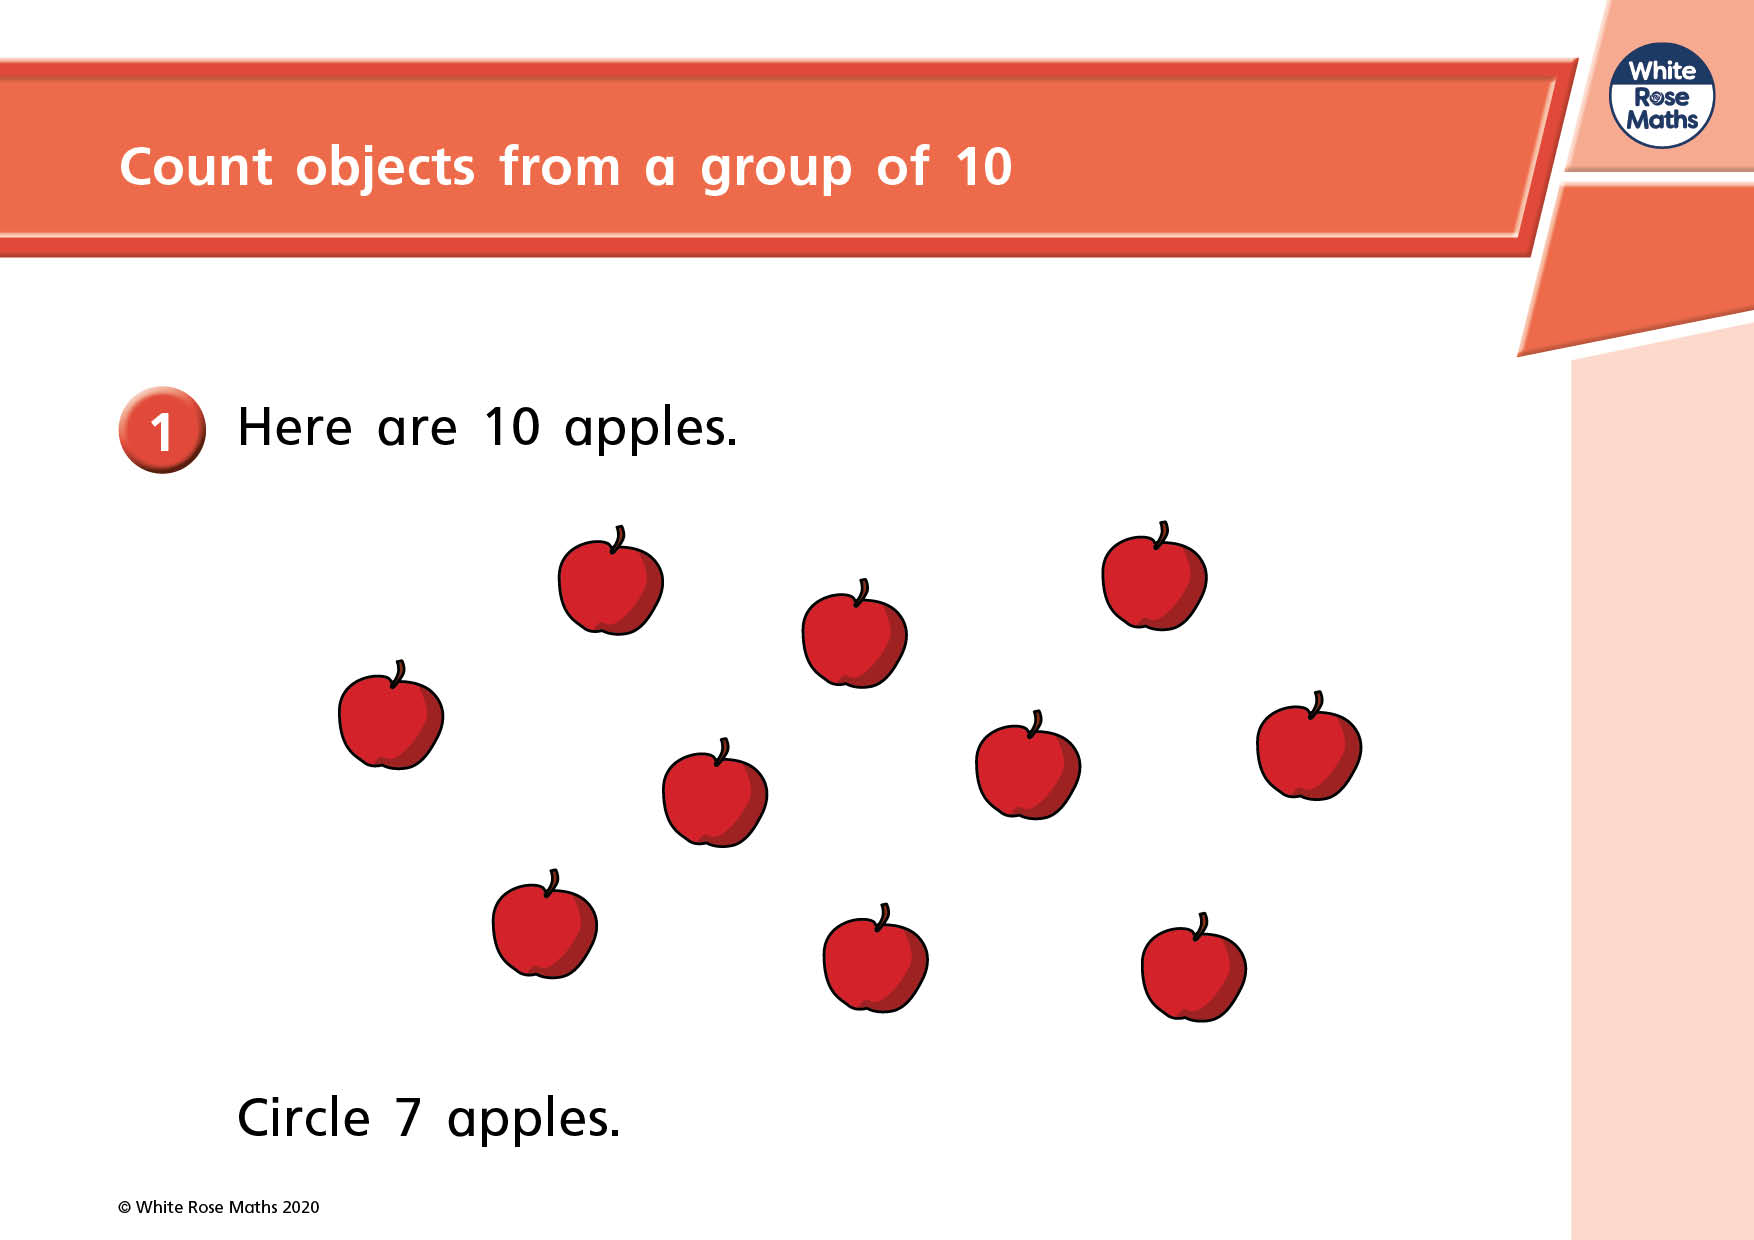 White
Rose
Maths
Count objects from a group of 10
1 Here are 10 apples.
Circle 7 apples.
© White Rose Maths 2020